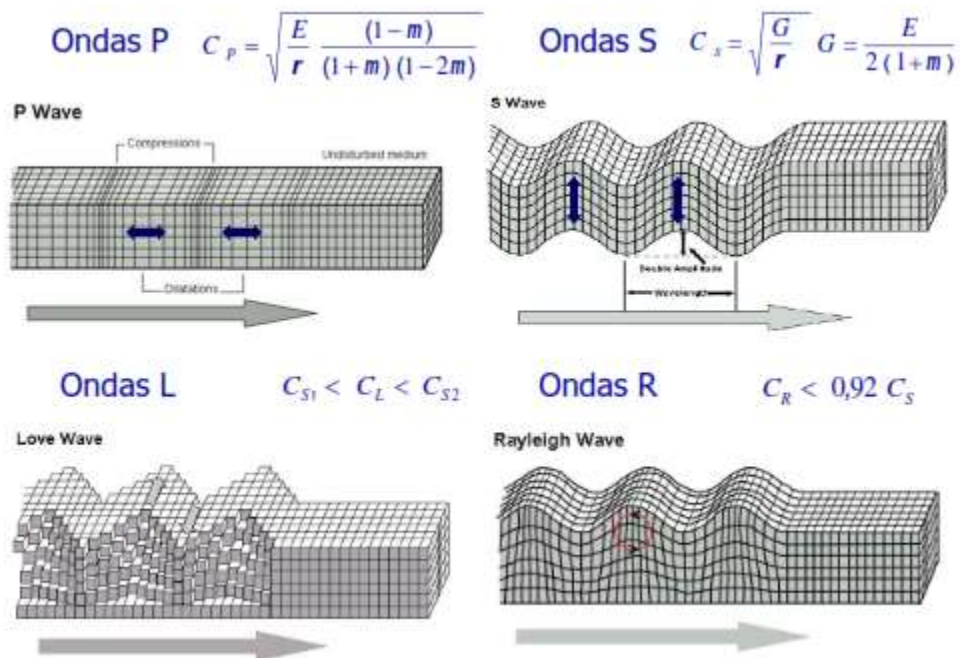 Ondas P C_P = √(E/r (1-m)/((1+m)(1-2m)))
P Wave
Compressions
Undisturbed medium
Dilatations
Ondas S C_s = √(G/r) G = E/(2(1+m))
S Wave
Double Amplitude
Wavelength
Ondas L C_S1 < C_L < C_S2
Love Wave
Ondas R C_R < 0,92 C_S
Rayleigh Wave